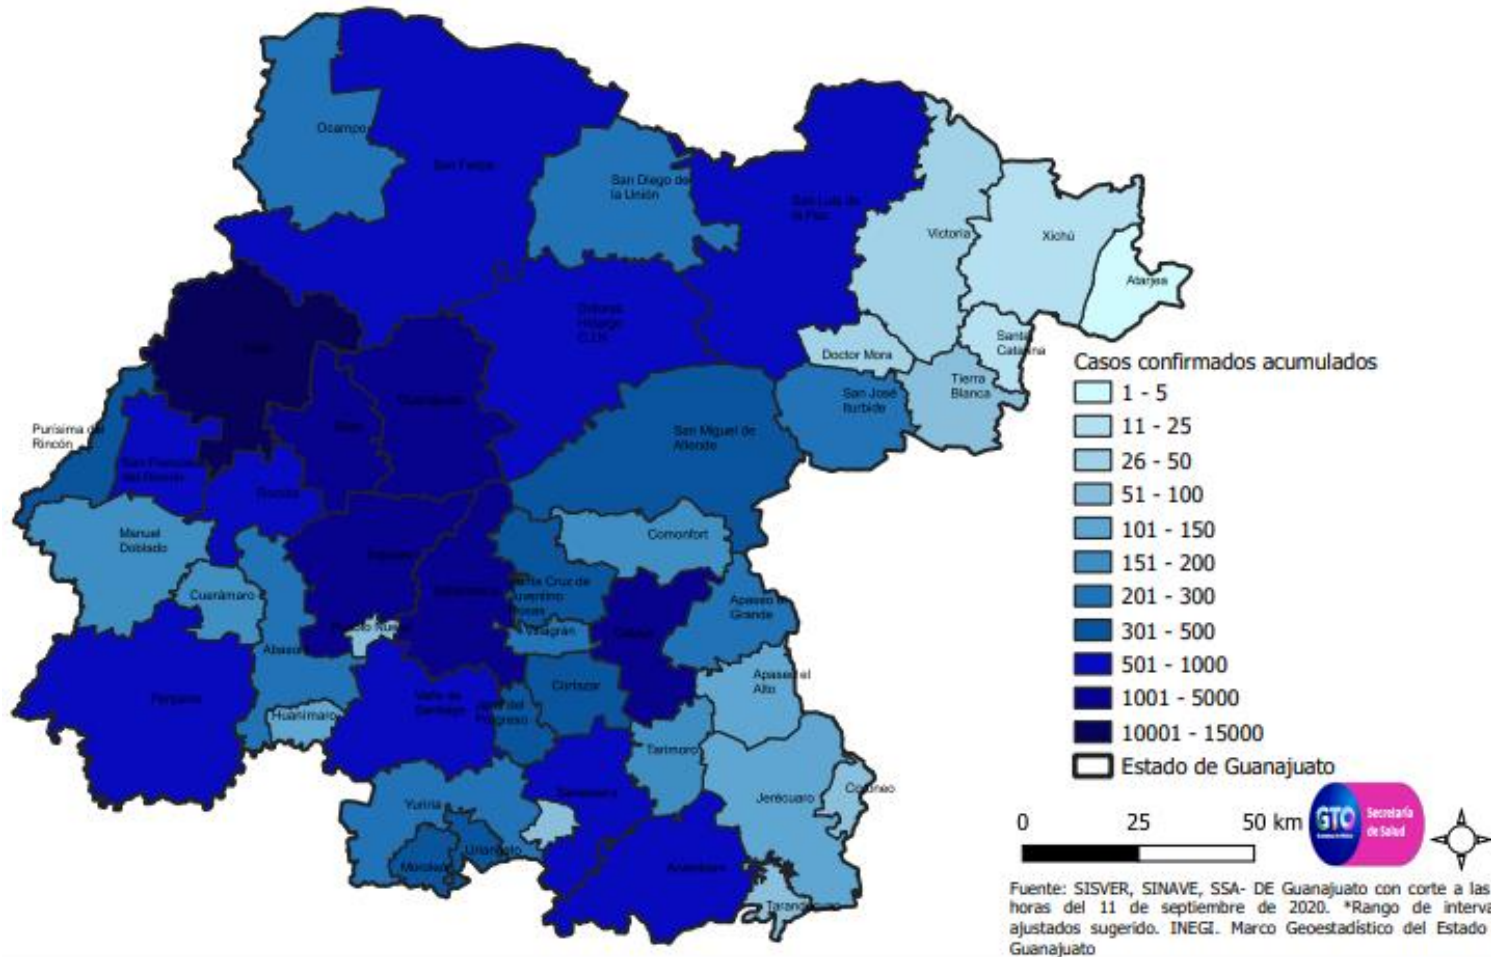 Ocampo
San Felipe
San Diego de
la Unión
San Luis de
la Paz
Victoria
Xichú
Atarjea
Dolores
Hidalgo
C.I.N
Doctor Mora
Santa
Catarina
Tierra
Blanca
San José
Iturbide
León
Guanajuato
Silao
San Miguel de
Allende
Purísima del
Rincón
San Francisco
del Rincón
Romita
Manuel
Doblado
Irapuato
Salamanca
Comonfort
Cuerámaro
Santa Cruz de
Juventino
Rosas
Apaseo el
Grande
Pueblo Nuevo
Villagrán
Celaya
Abasolo
Apaseo el
Alto
Pénjamo
Valle de
Santiago
Cortazar
Jaral del
Progreso
Huanímaro
Tarimoro
Yuriria
Salvatierra
Jerécuaro
Coroneo
Moroleón
Uriangato
Acámbaro
Tarandacuao
Casos confirmados acumulados
1 - 5
11 - 25
26 - 50
51 - 100
101 - 150
151 - 200
201 - 300
301 - 500
501 - 1000
1001 - 5000
10001 - 15000
Estado de Guanajuato
0 25 50 km
GTO
Secretaría
de Salud
Fuente: SISVER, SINAVE, SSA- DE Guanajuato con corte a las
horas del 11 de septiembre de 2020. *Rango de interva
ajustados sugerido. INEGI. Marco Geoestadístico del Estado
Guanajuato